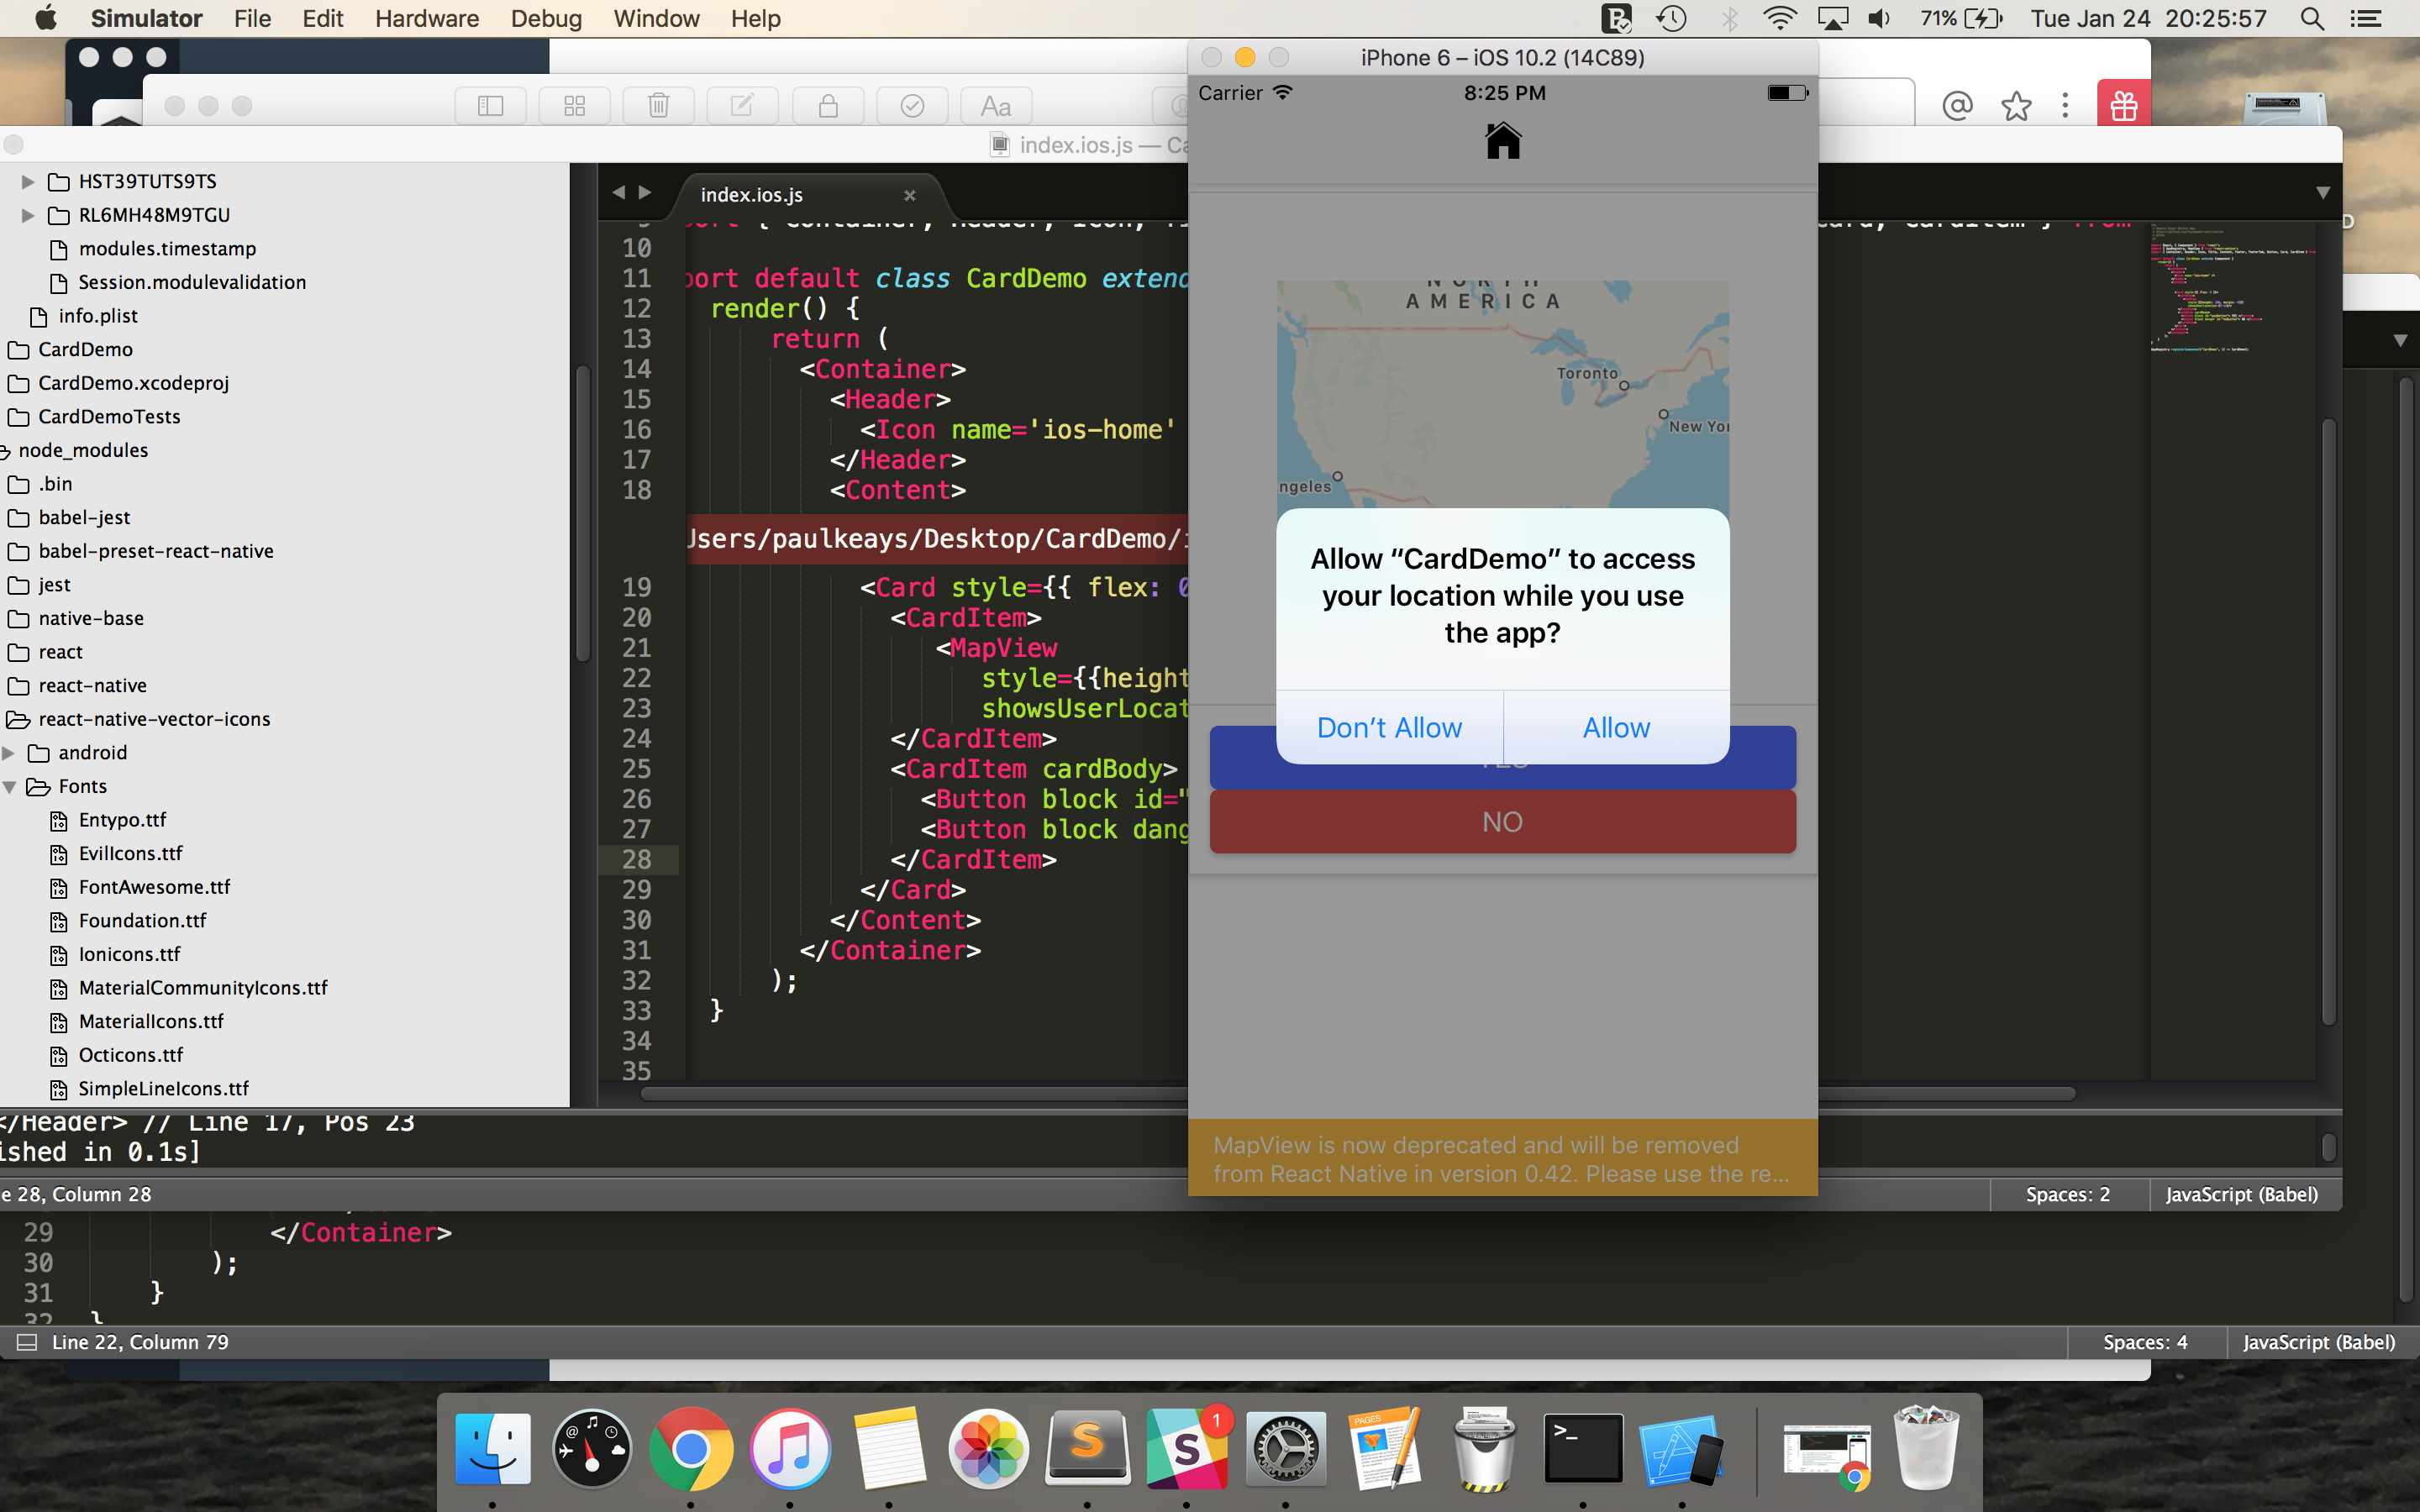 Simulator File Edit Hardware Debug Window Help
71% Tue Jan 24 20:25:57
iPhone 6 – iOS 10.2 (14C89)
Carrier 8:25 PM
Aa
index.ios.js —
HST39TUTS9TS
RL6MH48M9TGU
modules.timestamp
Session.modulevalidation
info.plist
CardDemo
CardDemo.xcodeproj
CardDemoTests
node_modules
.bin
babel-jest
babel-preset-react-native
jest
native-base
react
react-native
react-native-vector-icons
android
Fonts
Entypo.ttf
EvilIcons.ttf
FontAwesome.ttf
Foundation.ttf
Ionicons.ttf
MaterialCommunityIcons.ttf
MaterialIcons.ttf
Octicons.ttf
SimpleLineIcons.ttf
index.ios.js
10
11 port default class CardDemo extend
12 render() {
13 return (
14 <Container>
15 <Header>
16 <Icon name='ios-home'
17 </Header>
18 <Content>
Users/paulkeays/Desktop/CardDemo/
19 <Card style={{ flex: 0
20 <CardItem>
21 <MapView
22 style={{height
23 showsUserLocat
24 </CardItem>
25 <CardItem cardBody>
26 <Button block id="
27 <Button block dang
28 </CardItem>
29 </Card>
30 </Content>
31 </Container>
32 );
33 }
34
35
NORTH
AMERICA
Toronto
New Yor
ngeles
Allow “CardDemo” to access
your location while you use
the app?
Don’t Allow Allow
YES
NO
MapView is now deprecated and will be removed
from React Native in version 0.42. Please use the re...
</Header> // Line 17, Pos 23
ished in 0.1s]
e 28, Column 28 Spaces: 2 JavaScript (Babel)
29 </Container>
30 );
31 }
32 }
Line 22, Column 79 Spaces: 4 JavaScript (Babel)
1
PAGES